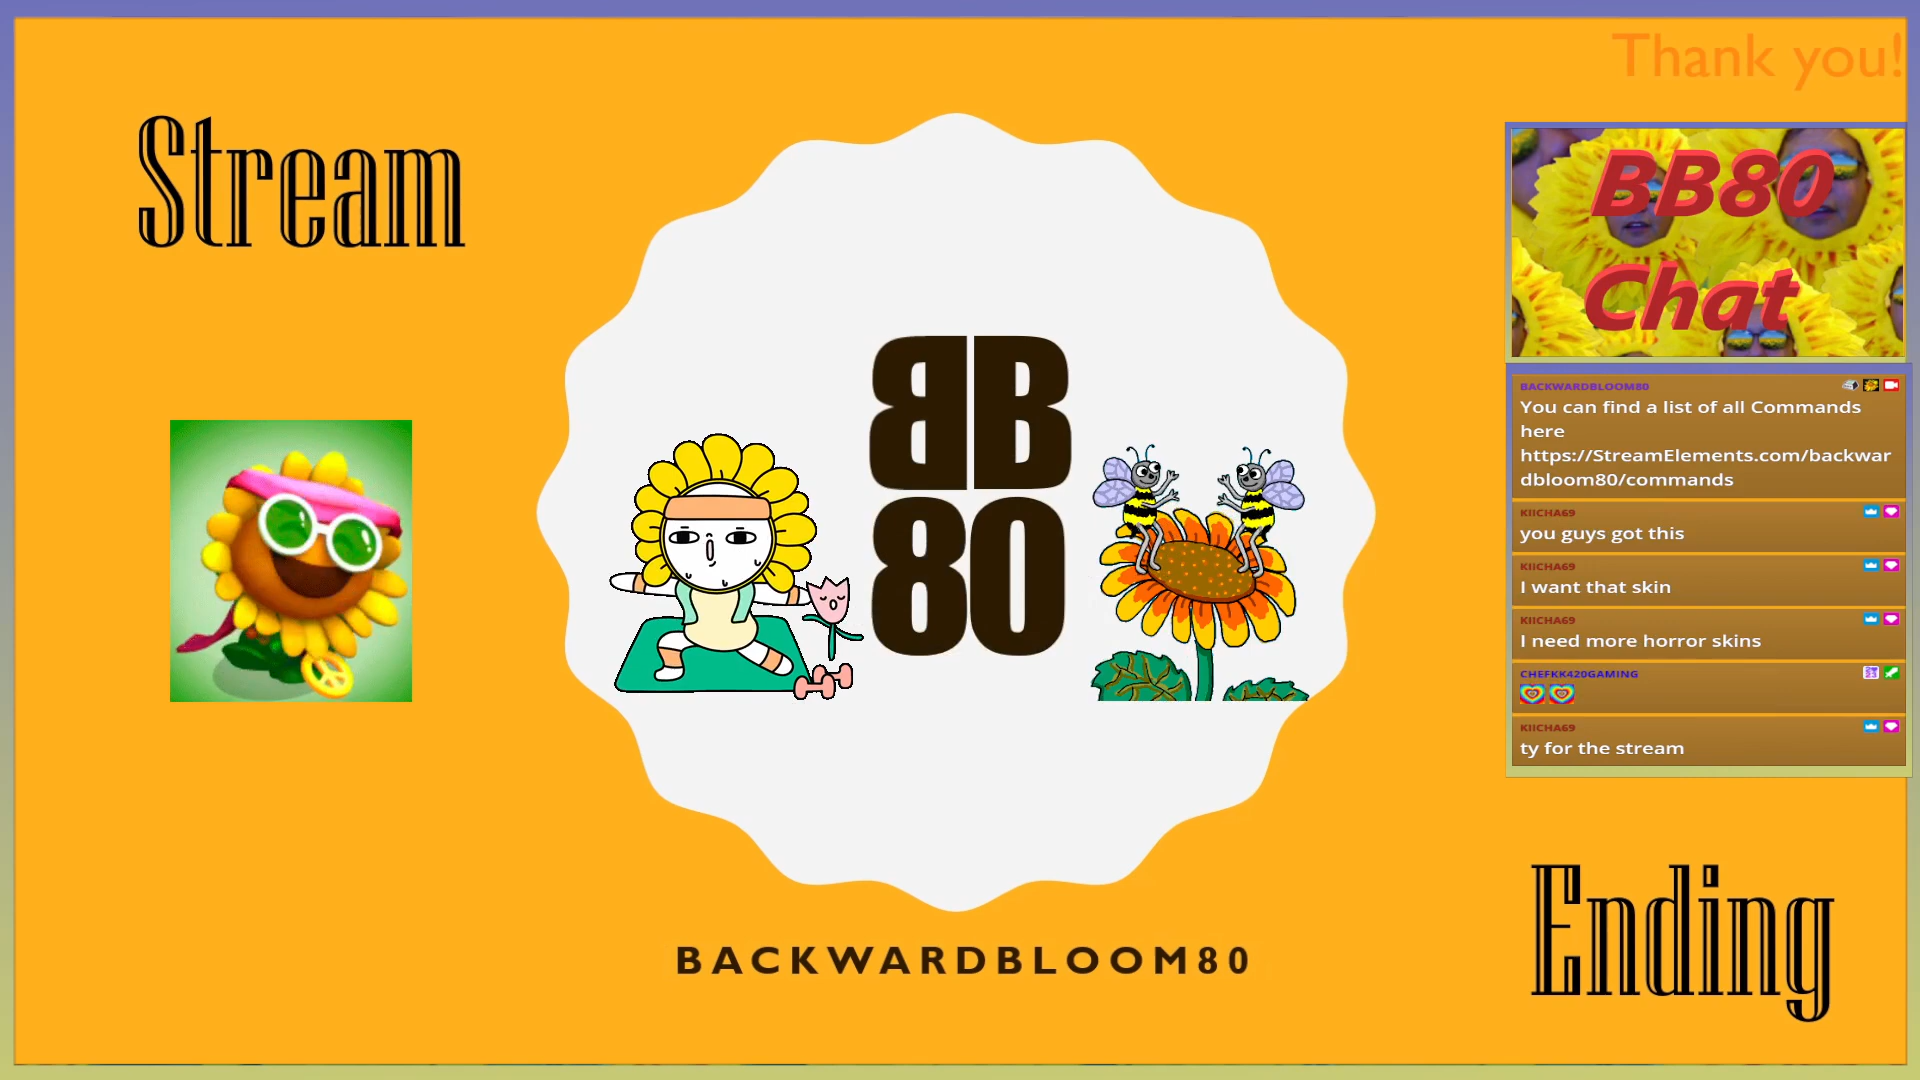 Thank you!
Stream
BB80
Chat
BB
80
BACKWARDBLOOM80
You can find a list of all Commands
here
https://StreamElements.com/backwar
dbloom80/commands
KIICHA69
you guys got this
KIICHA69
I want that skin
KIICHA69
I need more horror skins
CHEFKK420GAMING
KIICHA69
ty for the stream
BACKWARDBLOOM80
Ending